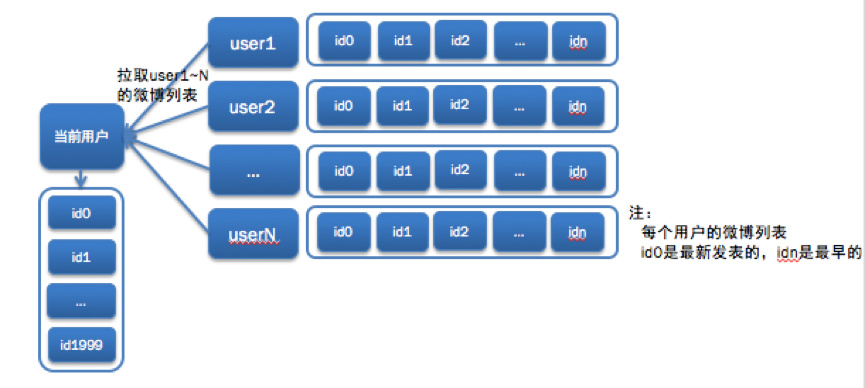 user1
id0
id1
id2
...
idn
拉取user1~N
的微博列表
user2
id0
id1
id2
...
idn
当前用户
...
id0
id1
id2
...
idn
userN
id0
id1
id2
...
idn
注:
每个用户的微博列表
id0是最新发表的, idn是最早的
id0
id1
...
id1999